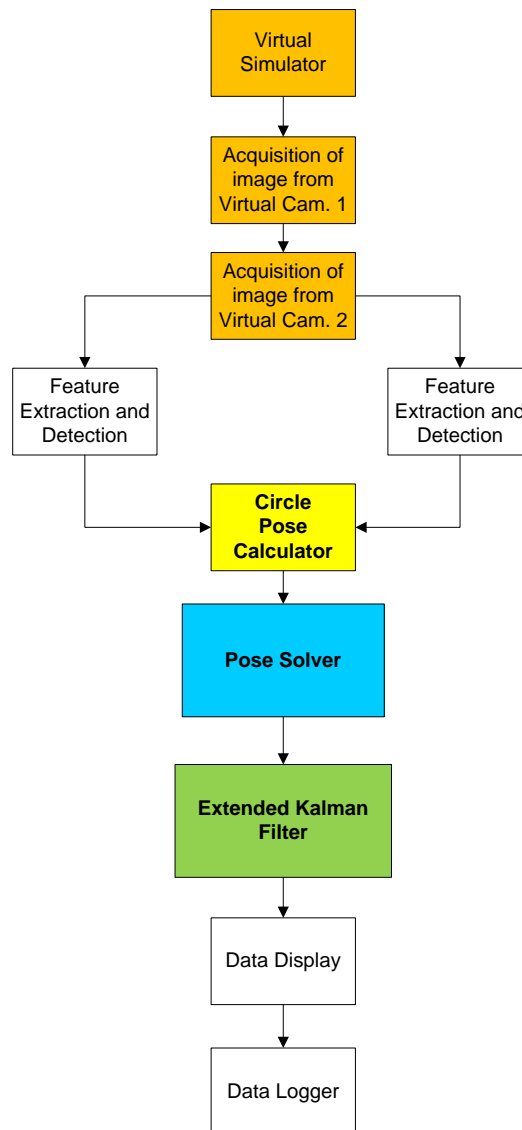 Virtual
Simulator
Acquisition of
image from
Virtual Cam. 1
Acquisition of
image from
Virtual Cam. 2
Feature
Extraction and
Detection
Feature
Extraction and
Detection
Circle
Pose
Calculator
Pose Solver
Extended Kalman
Filter
Data Display
Data Logger